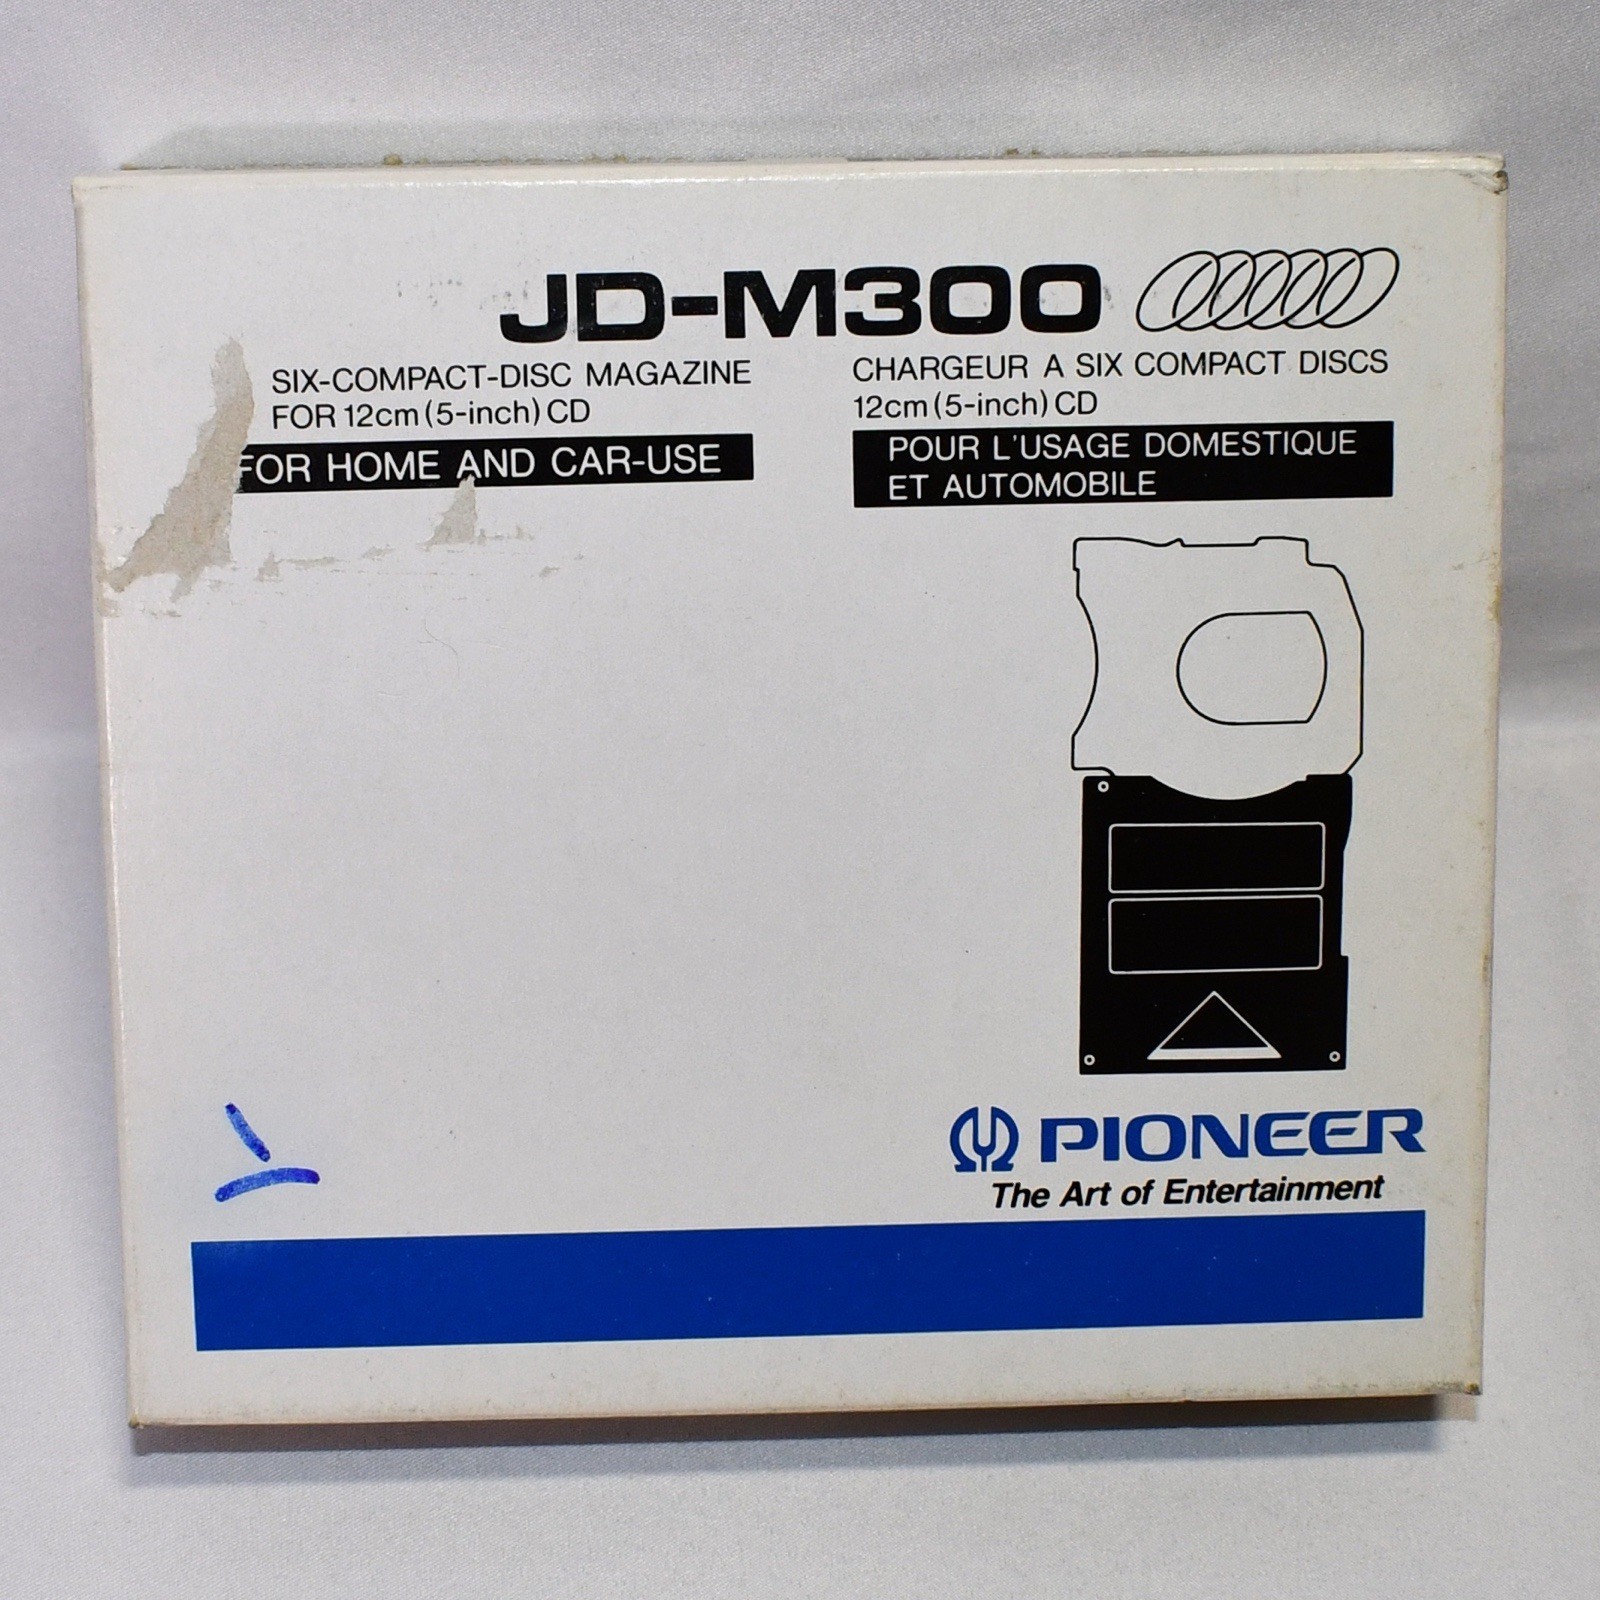 JD-M300
SIX-COMPACT-DISC MAGAZINE
FOR 12cm (5-inch) CD
FOR HOME AND CAR-USE
CHARGEUR A SIX COMPACT DISCS
12cm (5-inch) CD
POUR L'USAGE DOMESTIQUE
ET AUTOMOBILE
PIONEER
The Art of Entertainment